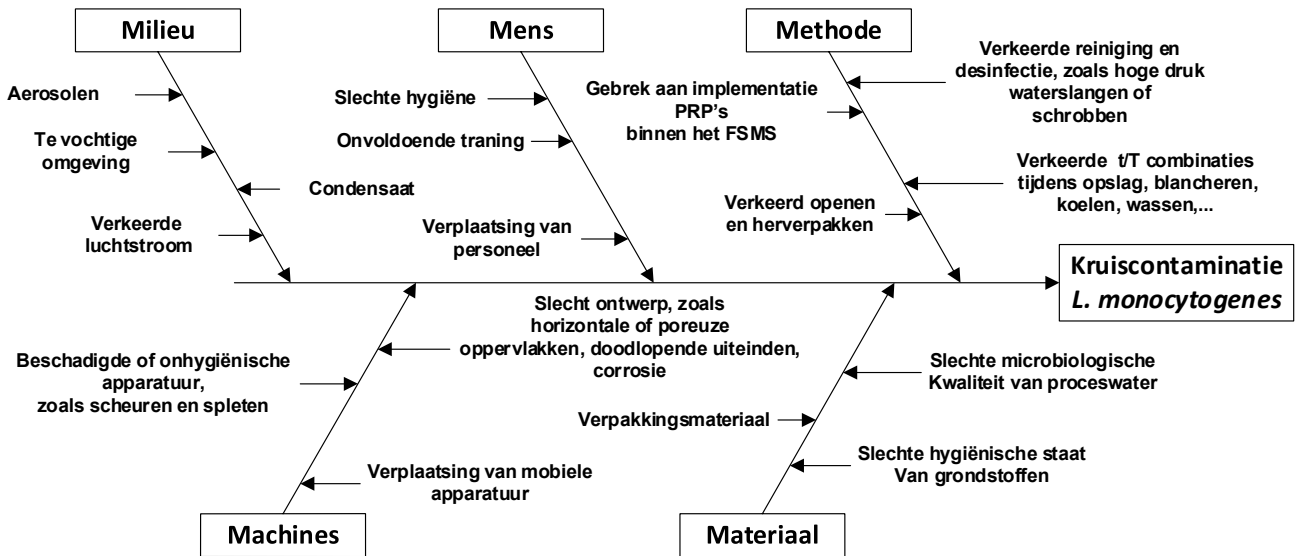 Milieu
Mens
Methode
Aerosolen
Te vochtige
omgeving
Condensaat
Verkeerde
luchtstroom
Slechte hygiëne
Onvoldoende traning
Verplaatsing van
personeel
Gebrek aan implementatie
PRP's
binnen het FSMS
Verkeerd openen
en herverpakken
Verkeerde reiniging en
desinfectie, zoals hoge druk
waterslangen of
schrobben
Verkeerde t/T combinaties
tijdens opslag, blancheren,
koelen, wassen,...
Kruiscontaminatie
L. monocytogenes
Beschadigde of onhygiënische
apparatuur,
zoals scheuren en spleten
Slecht ontwerp, zoals
horizontale of poreuze
oppervlakken, doodlopende uiteinden,
corrosie
Verplaatsing van mobiele
apparatuur
Verpakkingsmateriaal
Slechte microbiologische
Kwaliteit van proceswater
Slechte hygiënische staat
Van grondstoffen
Machines
Materiaal